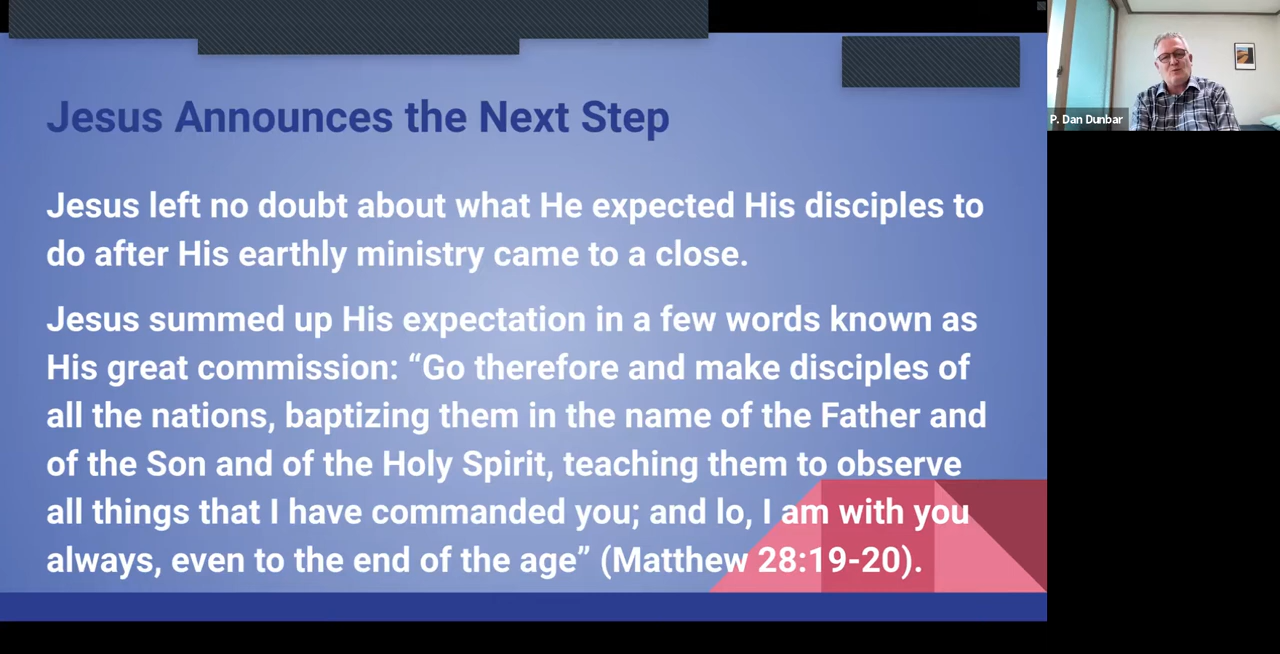 Jesus Announces the Next Step
Jesus left no doubt about what He expected His disciples to
do after His earthly ministry came to a close.
Jesus summed up His expectation in a few words known as
His great commission: “Go therefore and make disciples of
all the nations, baptizing them in the name of the Father and
of the Son and of the Holy Spirit, teaching them to observe
all things that I have commanded you; and lo, I am with you
always, even to the end of the age” (Matthew 28:19-20).
P. Dan Dunbar